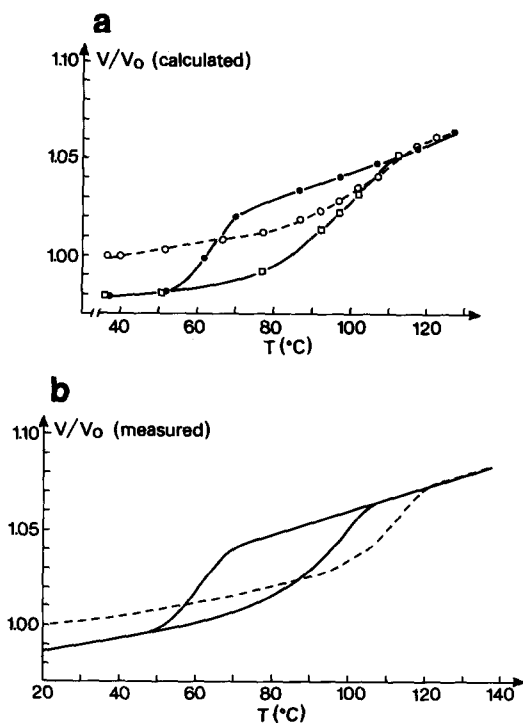 a
V/V₀ (calculated)
1.10
1.05
1.00
40 60 80 100 120
T (°C)
b
V/V₀ (measured)
1.10
1.05
1.00
20 40 60 80 100 120 140
T (°C)